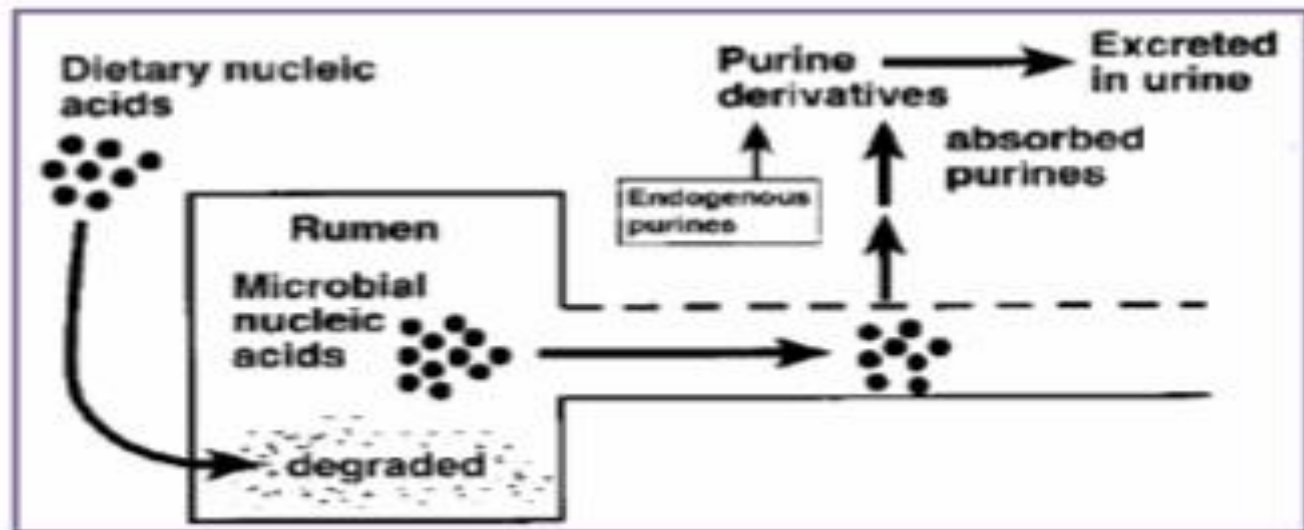 Dietary nucleic
acids
Purine
derivatives
Excreted
in urine
absorbed
purines
Endogenous
purines
Rumen
Microbial
nucleic
acids
degraded